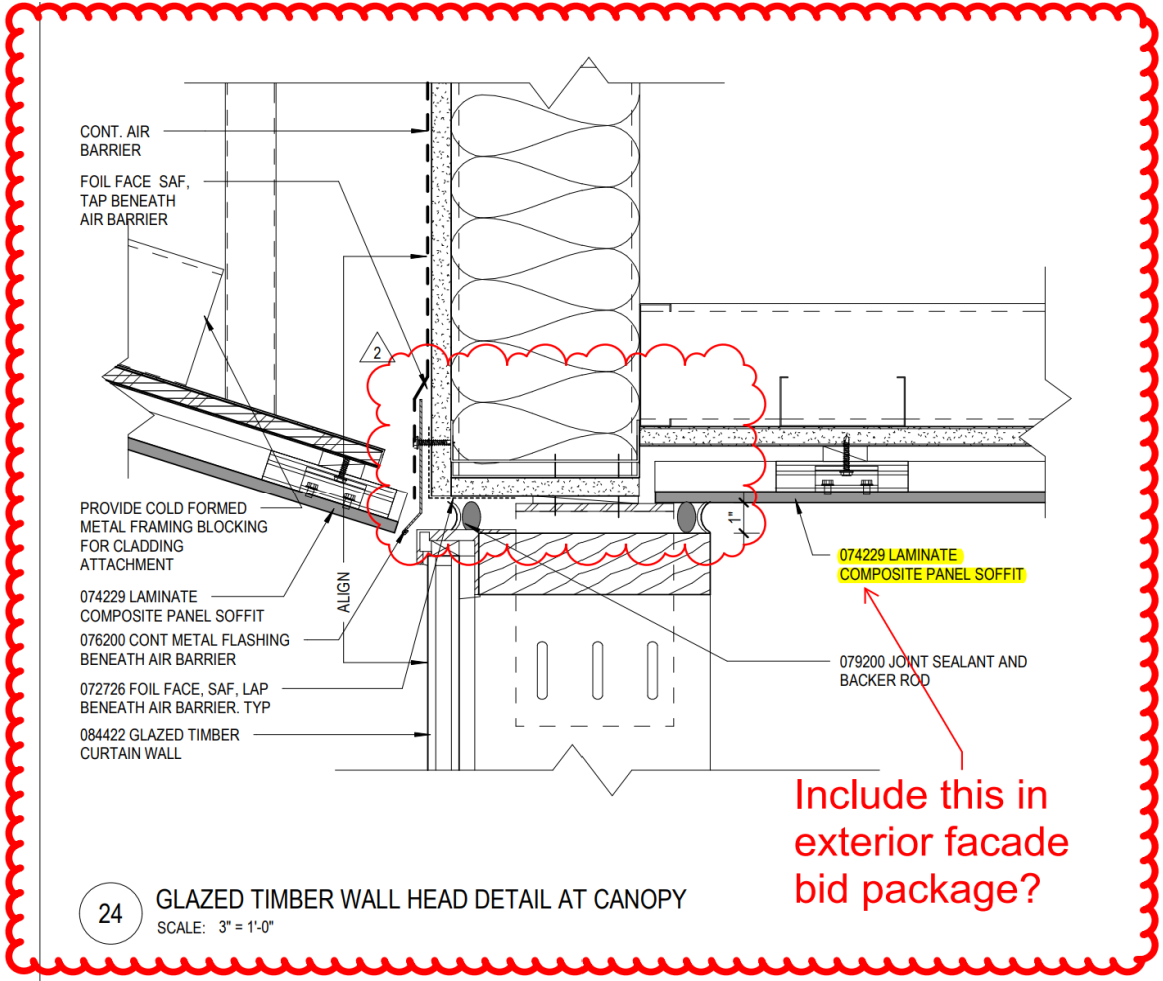 CONT. AIR
BARRIER
FOIL FACE SAF,
TAP BENEATH
AIR BARRIER
2
PROVIDE COLD FORMED
METAL FRAMING BLOCKING
FOR CLADDING
ATTACHMENT
074229 LAMINATE
COMPOSITE PANEL SOFFIT
076200 CONT METAL FLASHING
BENEATH AIR BARRIER
072726 FOIL FACE, SAF, LAP
BENEATH AIR BARRIER. TYP
084422 GLAZED TIMBER
CURTAIN WALL
ALIGN
1"
074229 LAMINATE
COMPOSITE PANEL SOFFIT
079200 JOINT SEALANT AND
BACKER ROD
Include this in
exterior facade
bid package?
24
GLAZED TIMBER WALL HEAD DETAIL AT CANOPY
SCALE: 3" = 1'-0"